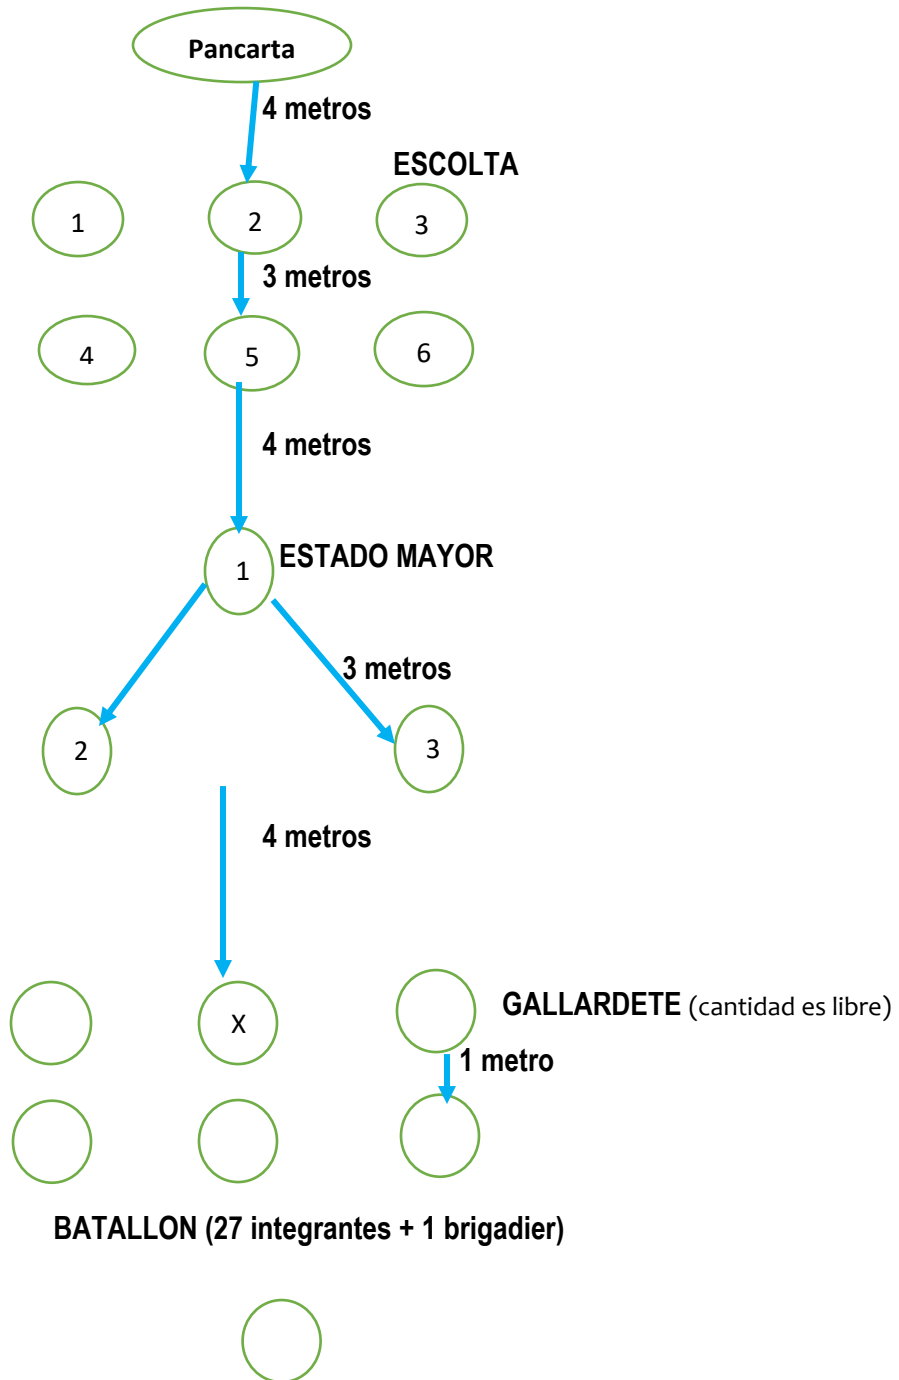 Pancarta
4 metros
ESCOLTA
1 2 3
3 metros
4 5 6
4 metros
1 ESTADO MAYOR
3 metros
2 3
4 metros
X GALLARDETE (cantidad es libre)
1 metro
BATALLON (27 integrantes + 1 brigadier)